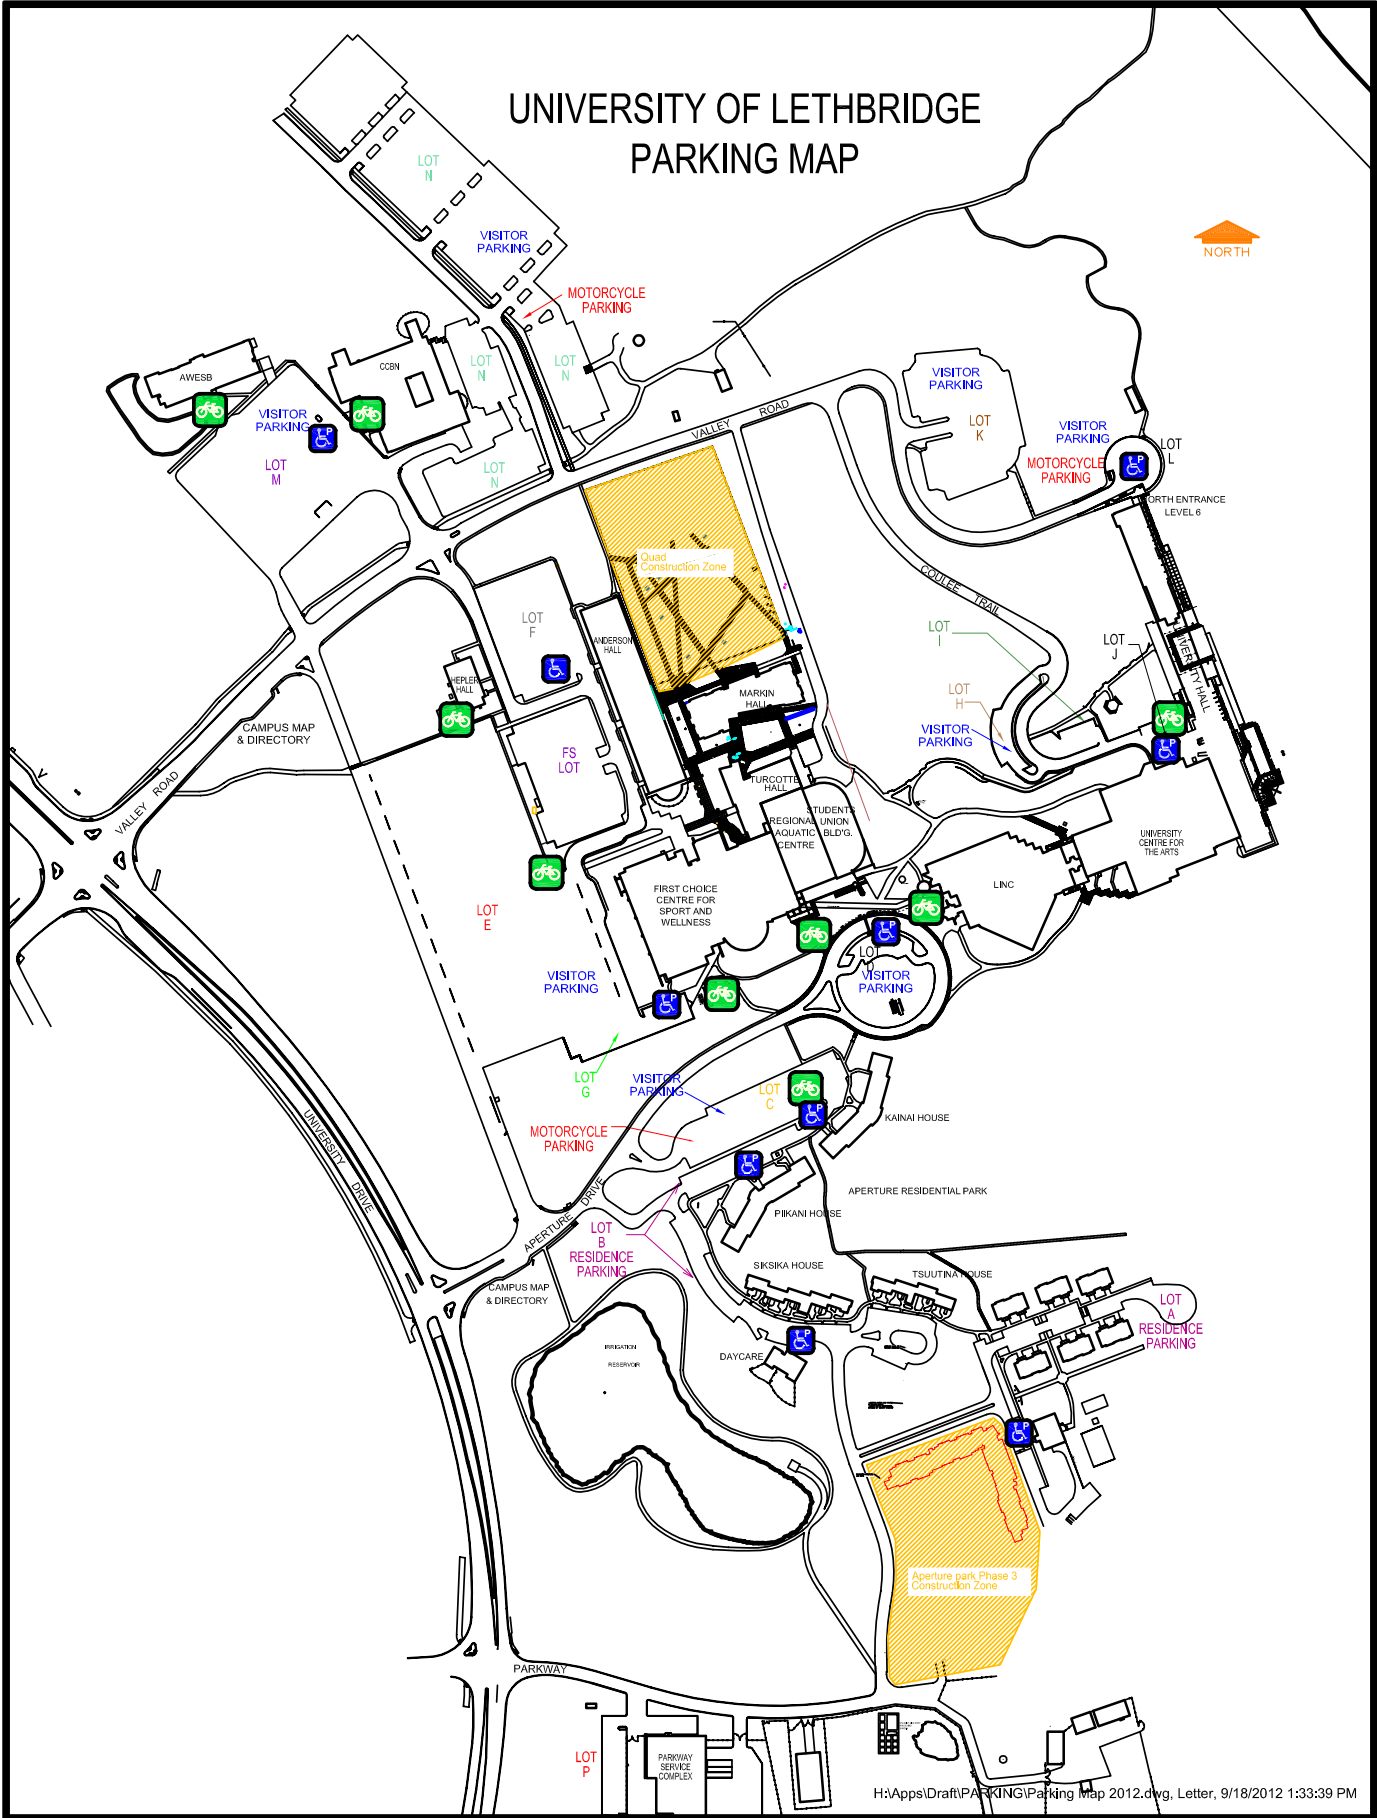 UNIVERSITY OF LETHBRIDGE
PARKING MAP
LOT
N
VISITOR
PARKING
NORTH
MOTORCYCLE
PARKING
AWESB
CCBN
LOT
N
LOT
N
VISITOR
PARKING
VISITOR
PARKING
P
LOT
M
LOT
N
VALLEY ROAD
LOT
K
VISITOR
PARKING
MOTORCYCLE
PARKING
LOT
L
P
NORTH ENTRANCE
LEVEL 6
Quad
Construction Zone
COULEE TRAIL
LOT
F
ANDERSON
HALL
LOT
I
LOT
J
UNIVERSITY HALL
HEPLER
HALL
MARKIN
HALL
LOT
H
VISITOR
PARKING
P
CAMPUS MAP
& DIRECTORY
FS
LOT
VALLEY ROAD
TURCOTTE
HALL
STUDENTS
UNION
BLD'G.
REGIONAL
AQUATIC
CENTRE
UNIVERSITY
CENTRE FOR
THE ARTS
FIRST CHOICE
CENTRE FOR
SPORT AND
WELLNESS
LINC
LOT
E
P
LOT
D
VISITOR
PARKING
VISITOR
PARKING
P
LOT
G
VISITOR
PARKING
LOT
C
P
MOTORCYCLE
PARKING
KAINAI HOUSE
UNIVERSITY DRIVE
P
APERTURE RESIDENTIAL PARK
APERTURE DRIVE
PIIKANI HOUSE
LOT
B
RESIDENCE
PARKING
SIKSIKA HOUSE
TSUUTINA HOUSE
CAMPUS MAP
& DIRECTORY
LOT
A
RESIDENCE
PARKING
IRRIGATION
RESERVOIR
DAYCARE
P
P
Aperture park Phase 3
Construction Zone
PARKWAY
LOT
P
PARKWAY
SERVICE
COMPLEX
H:\Apps\Draft\PARKING\Parking Map 2012.dwg, Letter, 9/18/2012 1:33:39 PM